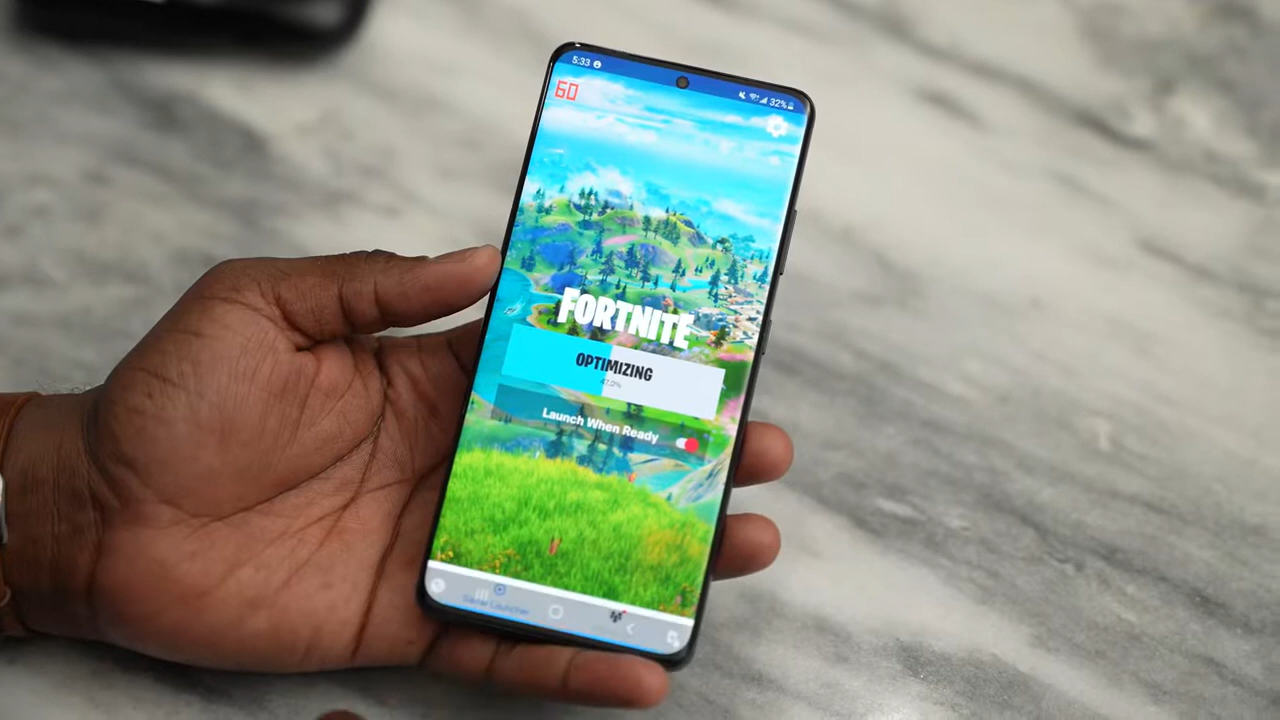 5:33
32%
60
FORTNITE
OPTIMIZING
47.0%
Launch When Ready